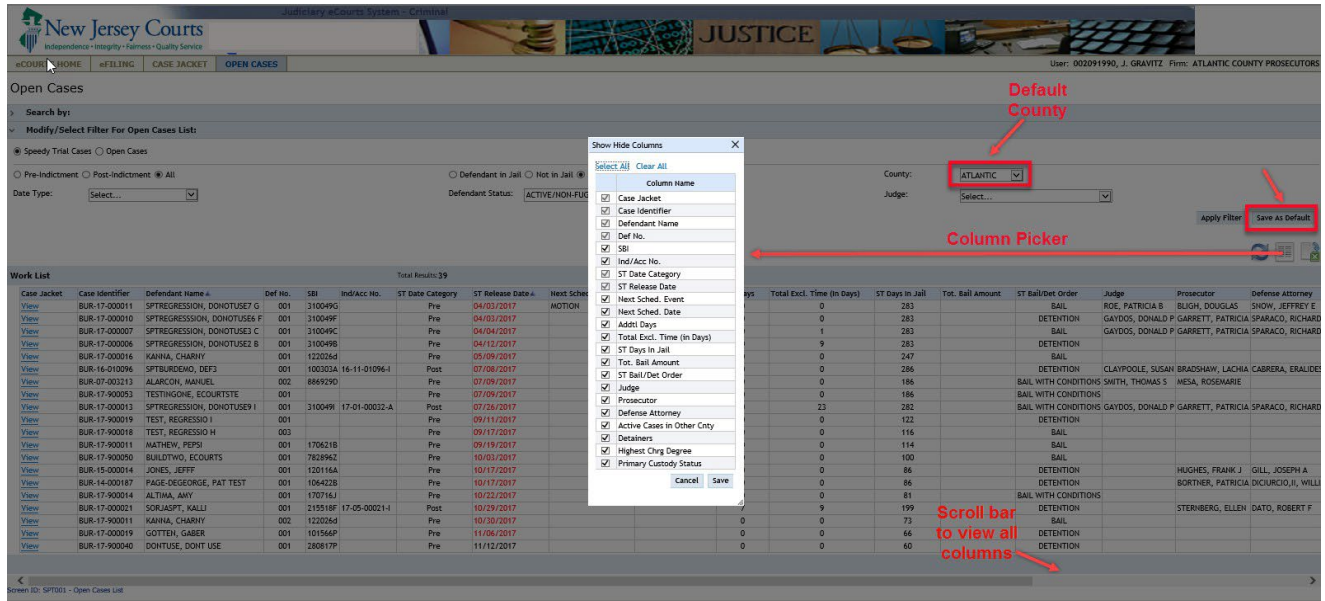 Judiciary eCourts System - Criminal
New Jersey Courts
Independence • Integrity • Fairness • Quality Service
JUSTICE
eCOURTS HOME eFILING CASE JACKET OPEN CASES User: 002091990, J. GRAVITZ Firm: ATLANTIC COUNTY PROSECUTORS
Open Cases
Default County
Search by:
Modify/Select Filter For Open Cases List:
Speedy Trial Cases Open Cases
Pre-Indictment Post-Indictment All Defendant in Jail Not in Jail County: ATLANTIC
Date Type: Select... Defendant Status: ACTIVE/NON-FUG Judge: Select...
Apply Filter Save As Default
Column Picker
Show Hide Columns X
Select All Clear All
Column Name
Case Jacket
Case Identifier
Defendant Name
Def No.
SBI
Ind/Acc No.
ST Date Category
ST Release Date
Next Sched. Event
Next Sched. Date
Addtl Days
Total Excl. Time (in Days)
ST Days In Jail
Tot. Bail Amount
ST Bail/Det Order
Judge
Prosecutor
Defense Attorney
Active Cases in Other Cnty
Detainers
Highest Chrg Degree
Primary Custody Status
Cancel Save
Work List Total Results: 39
Case Jacket Case Identifier Defendant Name Def No. SBI Ind/Acc No. ST Date Category ST Release Date Next Sched ays Total Excl. Time (In Days) ST Days In Jail Tot. Bail Amount ST Bail/Det Order Judge Prosecutor Defense Attorney
View BUR-17-000011 SPTREGRESSION, DONOTUSE7 G 001 310049G Pre 04/03/2017 MOTION 0 283 BAIL ROE, PATRICIA B BLIGH, DOUGLAS SNOW, JEFFREY E
View BUR-17-000010 SPTREGRESSSION, DONOTUSE6 F 001 310049F Pre 04/03/2017 0 283 DETENTION GAYDOS, DONALD P GARRETT, PATRICIA SPARACO, RICHARD
View BUR-17-000007 SPTREGRESSION, DONOTUSE3 C 001 310049C Pre 04/04/2017 1 283 BAIL GAYDOS, DONALD P GARRETT, PATRICIA SPARACO, RICHARD
View BUR-17-000006 SPTREGRESSION, DONOTUSE2 B 001 310049B Pre 04/12/2017 9 283 DETENTION
View BUR-17-000016 KANNA, CHARNY 001 122026d Pre 05/09/2017 0 247 BAIL
View BUR-16-010096 SPTBURDEMO, DEF3 001 100303A 16-11-01096-I Post 07/08/2017 0 286 DETENTION CLAYPOOLE, SUSAN BRADSHAW, LACHIA CABRERA, ERALIDES
View BUR-07-003213 ALARCON, MANUEL 002 886929D Pre 07/09/2017 0 186 BAIL WITH CONDITIONS SMITH, THOMAS S MESA, ROSEMARIE
View BUR-17-900053 TESTINGONE, ECOURTSTE 001 Pre 07/09/2017 0 186 BAIL WITH CONDITIONS
View BUR-17-000013 SPTREGRESSION, DONOTUSE9 I 001 310049I 17-01-00032-A Post 07/26/2017 23 282 BAIL WITH CONDITIONS GAYDOS, DONALD P GARRETT, PATRICIA SPARACO, RICHARD
View BUR-17-900019 TEST, REGRESSIO I 001 Pre 09/11/2017 0 122 DETENTION
View BUR-17-900018 TEST, REGRESSIO H 003 Pre 09/17/2017 0 116 BAIL
View BUR-17-900011 MATHEW, PEPSI 001 170621B Pre 09/19/2017 0 114 BAIL
View BUR-17-900050 BUILDTWO, ECOURTS 001 782896Z Pre 10/03/2017 0 100 BAIL
View BUR-15-000014 JONES, JEFFF 001 120116A Pre 10/17/2017 0 86 DETENTION HUGHES, FRANK J GILL, JOSEPH A
View BUR-14-000187 PAGE-DEGEORGE, PAT TEST 001 106422B Pre 10/17/2017 0 86 DETENTION BORTNER, PATRICIA DICIURCIO,II, WILLI
View BUR-17-900014 ALTIMA, AMY 001 170716J Pre 10/22/2017 0 81 BAIL WITH CONDITIONS
View BUR-17-000021 SORJASPT, KALLI 001 215518F 17-05-00021-I Post 10/29/2017 9 199 DETENTION STERNBERG, ELLEN DATO, ROBERT F
View BUR-17-900011 KANNA, CHARNY 002 122026d Pre 10/30/2017 0 0 73 BAIL
View BUR-17-000019 GOTTEN, GABER 001 101566P Pre 11/06/2017 0 0 66 DETENTION
View BUR-17-900040 DONTUSE, DONT USE 001 280817P Pre 11/12/2017 0 0 60 DETENTION
Scroll bar
to view all
columns
Screen ID: SPT001 - Open Cases List